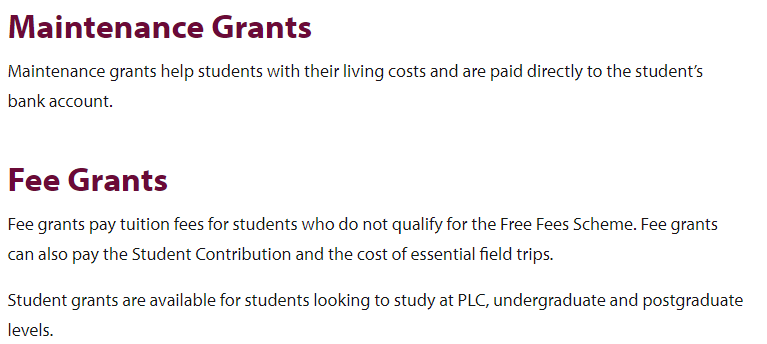 Maintenance Grants
Maintenance grants help students with their living costs and are paid directly to the student’s
bank account.
Fee Grants
Fee grants pay tuition fees for students who do not qualify for the Free Fees Scheme. Fee grants
can also pay the Student Contribution and the cost of essential field trips.
Student grants are available for students looking to study at PLC, undergraduate and postgraduate
levels.